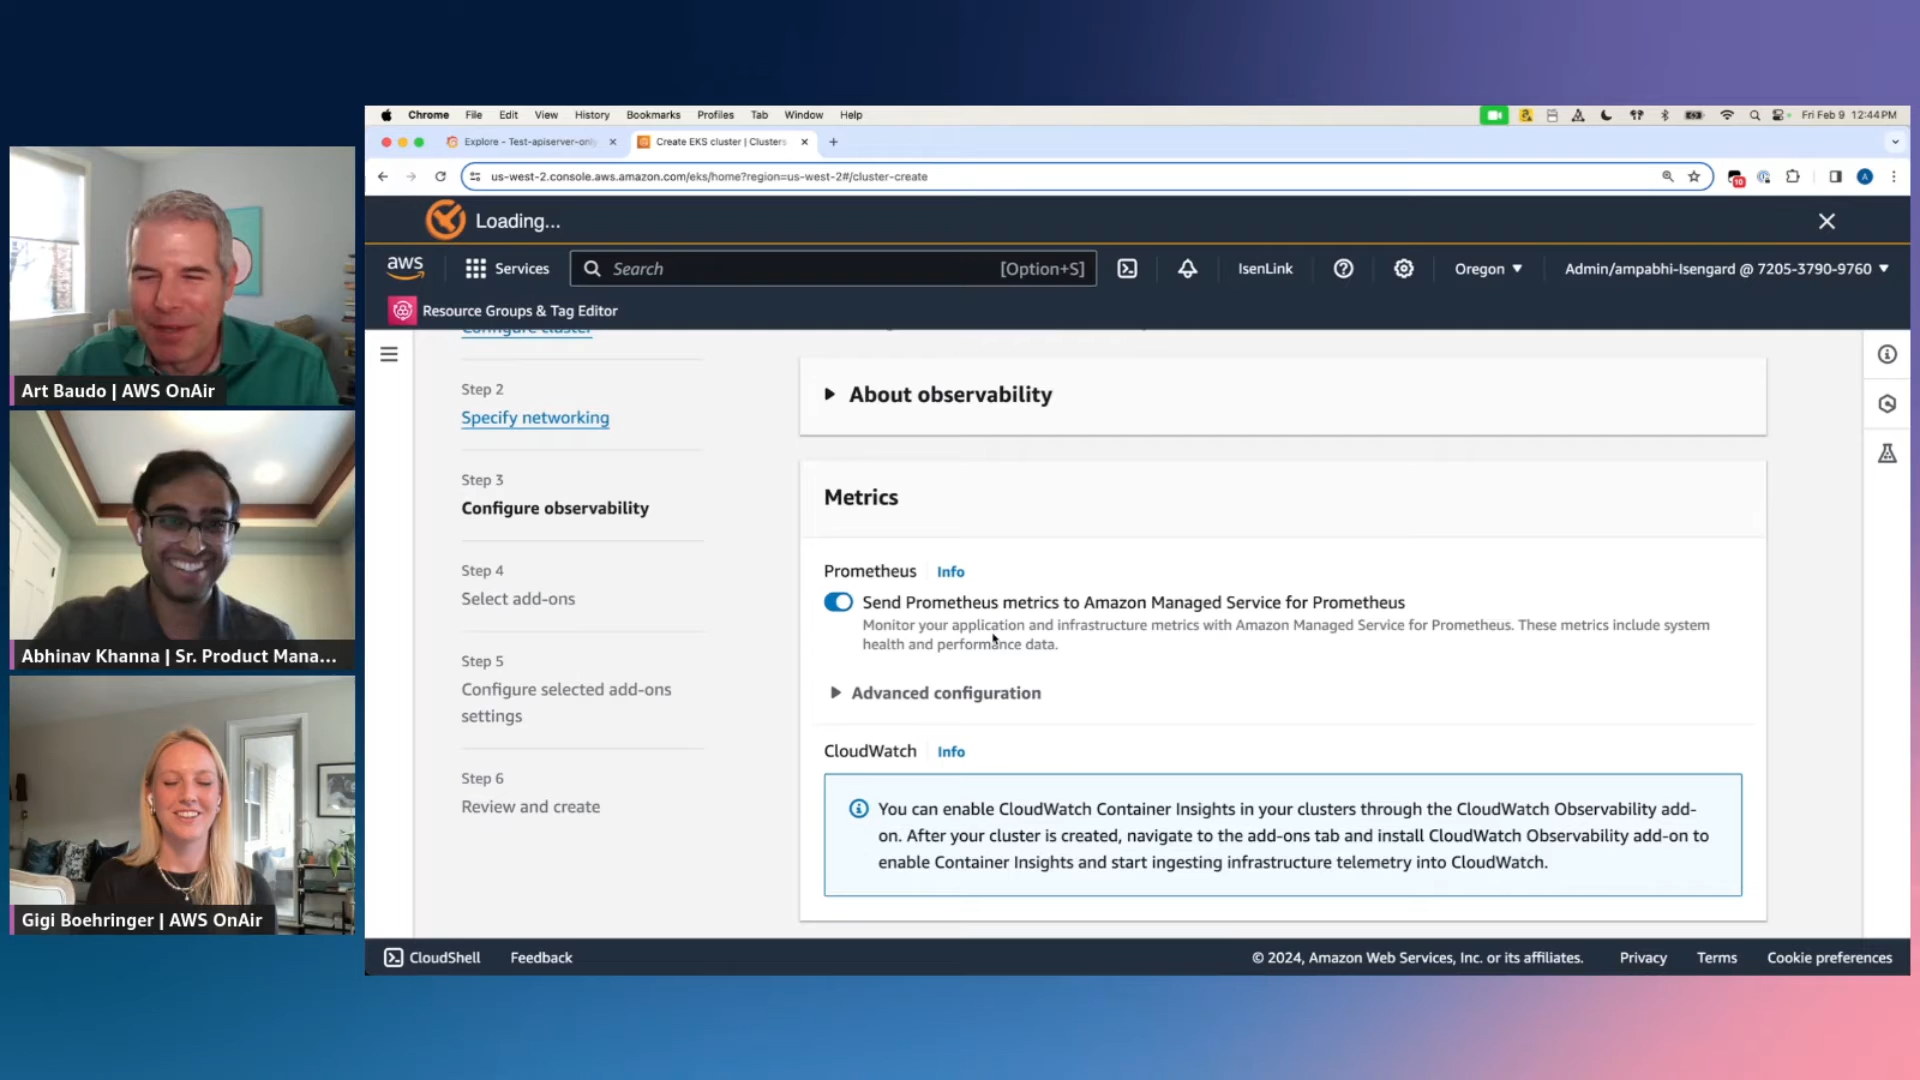 Chrome File Edit View History Bookmarks Profiles Tab Window Help
Fri Feb 9 12:44PM
Explore - Test-apiserver-only
Create EKS cluster | Clusters
us-west-2.console.aws.amazon.com/eks/home?region=us-west-2#/cluster-create
10
A
Loading...
aws
Services
Search
[Option+S]
IsenLink
Oregon
Admin/ampabhi-Isengard @ 7205-3790-9760
Resource Groups & Tag Editor
Configure cluster
Step 2
Specify networking
Step 3
Configure observability
Step 4
Select add-ons
Step 5
Configure selected add-ons
settings
Step 6
Review and create
About observability
Metrics
Prometheus Info
Send Prometheus metrics to Amazon Managed Service for Prometheus
Monitor your application and infrastructure metrics with Amazon Managed Service for Prometheus. These metrics include system
health and performance data.
Advanced configuration
CloudWatch Info
You can enable CloudWatch Container Insights in your clusters through the CloudWatch Observability add-
on. After your cluster is created, navigate to the add-ons tab and install CloudWatch Observability add-on to
enable Container Insights and start ingesting infrastructure telemetry into CloudWatch.
CloudShell
Feedback
© 2024, Amazon Web Services, Inc. or its affiliates.
Privacy
Terms
Cookie preferences
Art Baudo | AWS OnAir
Abhinav Khanna | Sr. Product Mana...
Gigi Boehringer | AWS OnAir